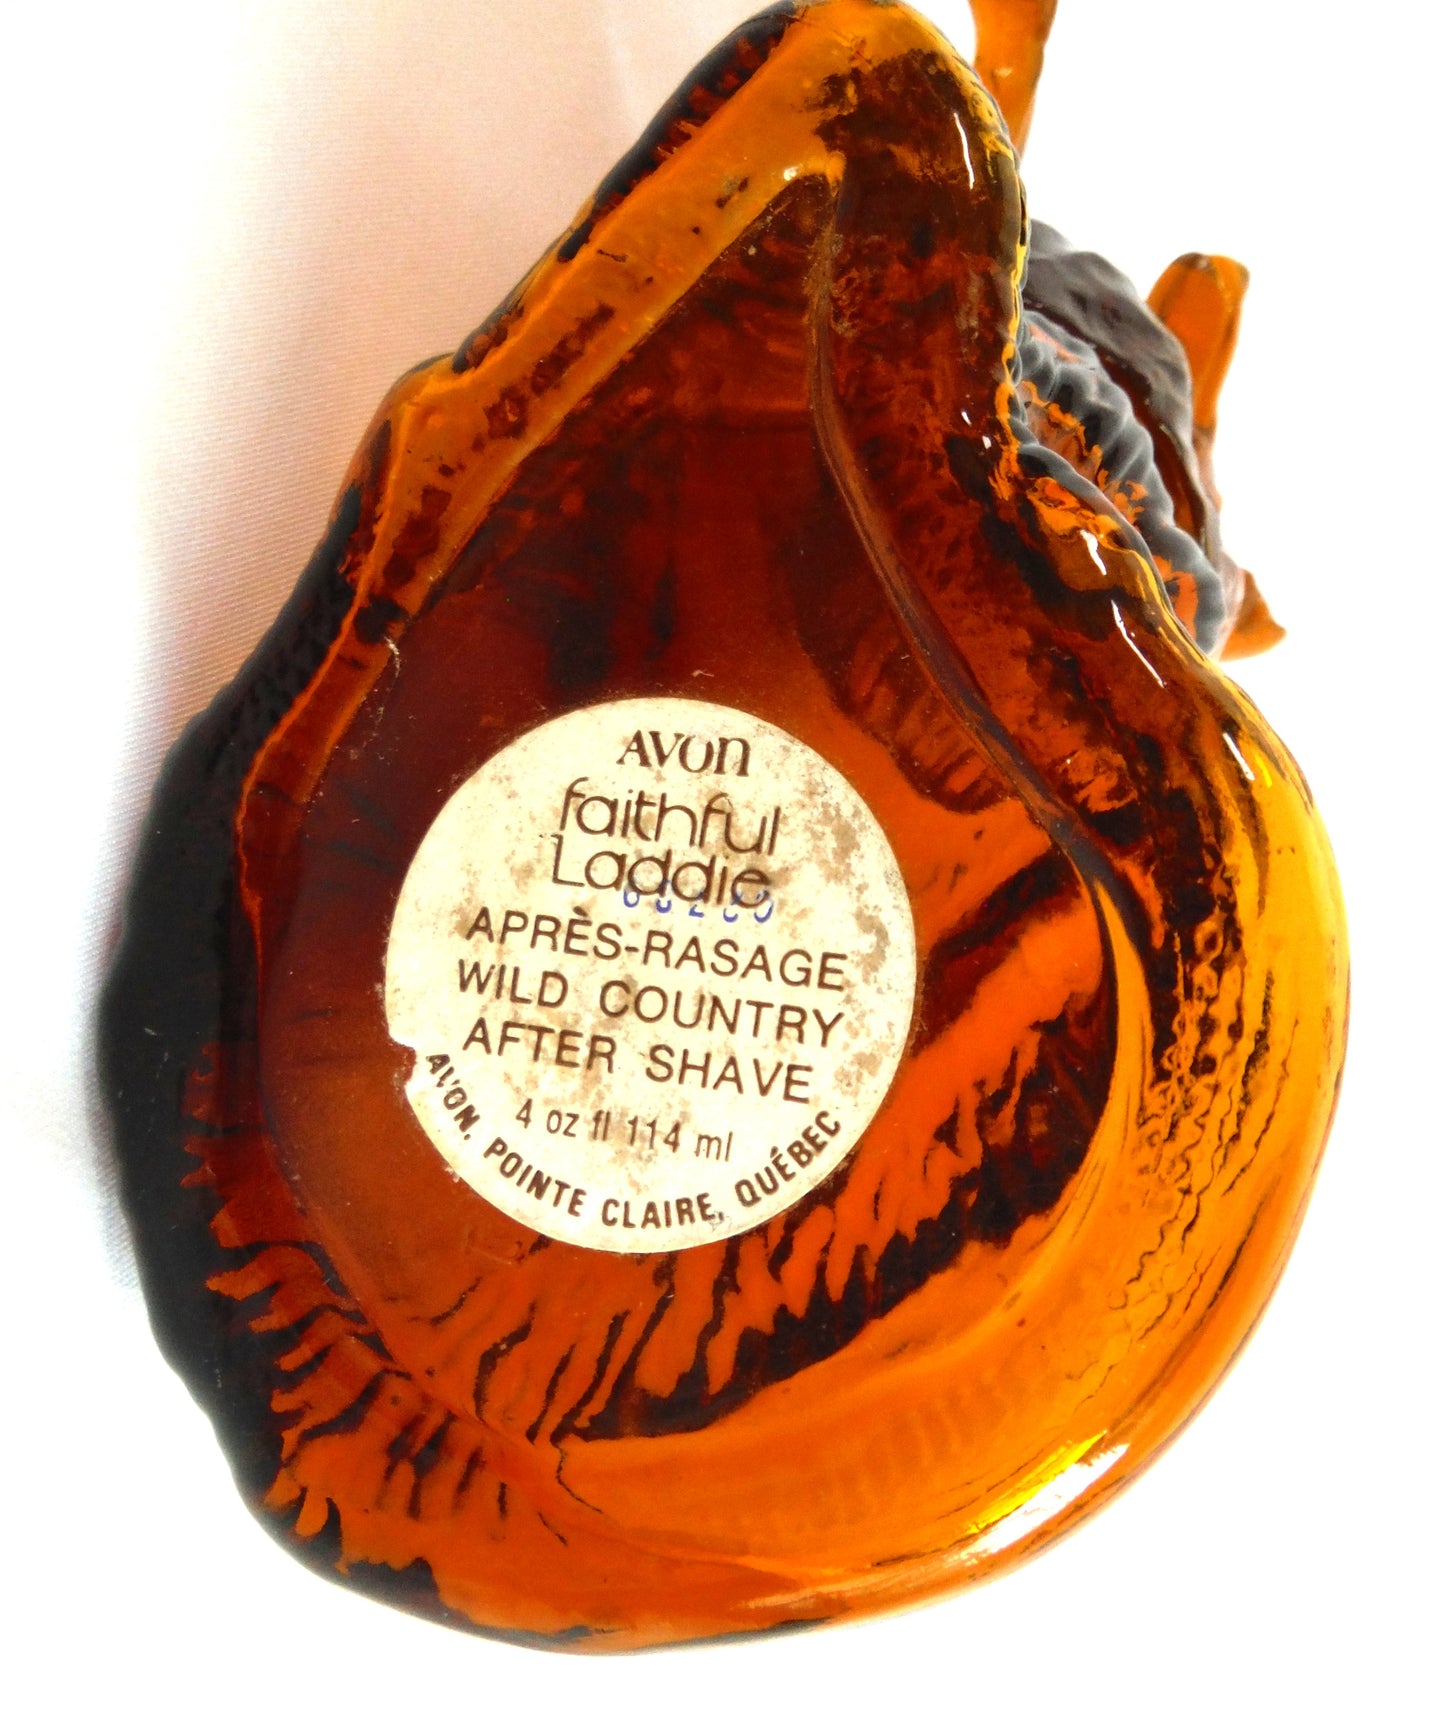 AVON
faithful
Laddie
APRÈS-RASAGE
WILD COUNTRY
AFTER SHAVE
4 oz fl 114 ml
AVON, POINTE CLAIRE, QUÉBEC